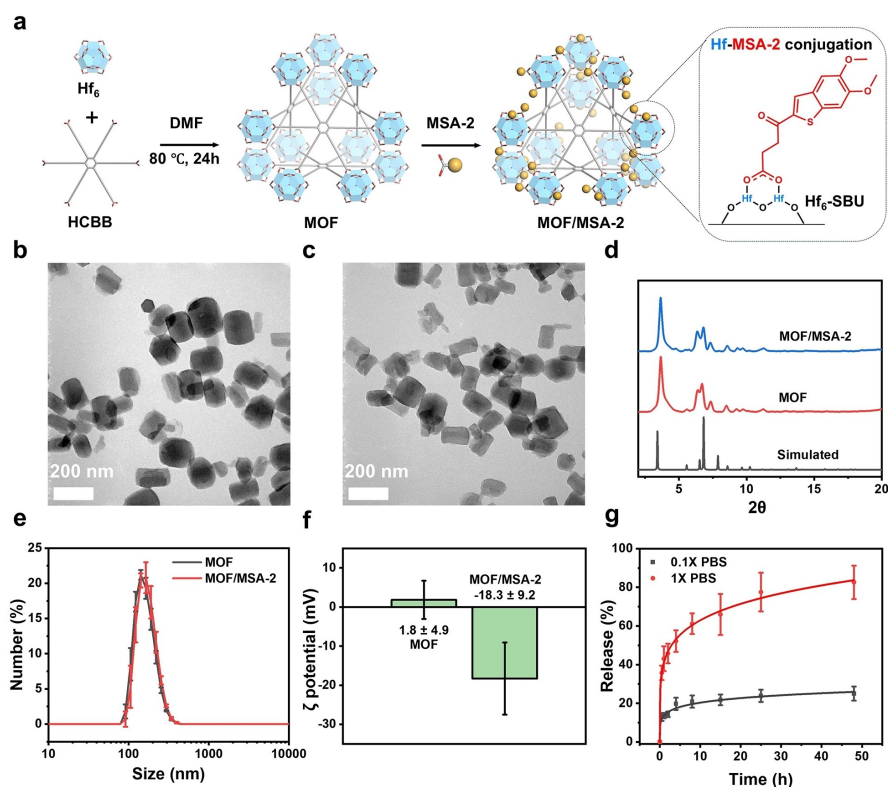 a
Hf6
+
HCBB
DMF
80 ℃, 24h
MOF
MSA-2
MOF/MSA-2
Hf-MSA-2 conjugation
O
S
O
O
O
O
Hf
Hf
O
O
O
Hf6-SBU
b
200 nm
c
200 nm
d
MOF/MSA-2
MOF
Simulated
5
10
15
20
2θ
e
Number (%)
25
20
15
10
5
0
MOF
MOF/MSA-2
10
100
1000
10000
Size (nm)
f
ζ potential (mV)
10
0
-10
-20
-30
MOF/MSA-2
-18.3 ± 9.2
1.8 ± 4.9
MOF
g
Release (%)
100
80
60
40
20
0
0.1X PBS
1X PBS
0
10
20
30
40
50
Time (h)